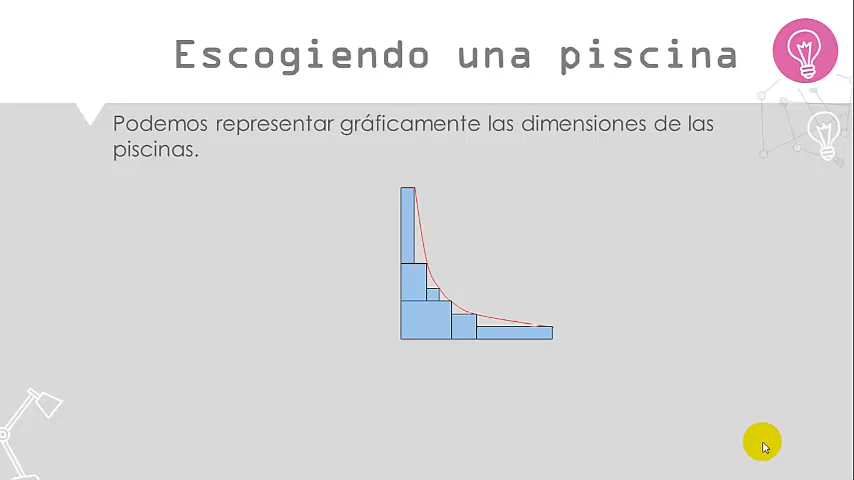 Escogiendo una piscina
Podemos representar gráficamente las dimensiones de las
piscinas.